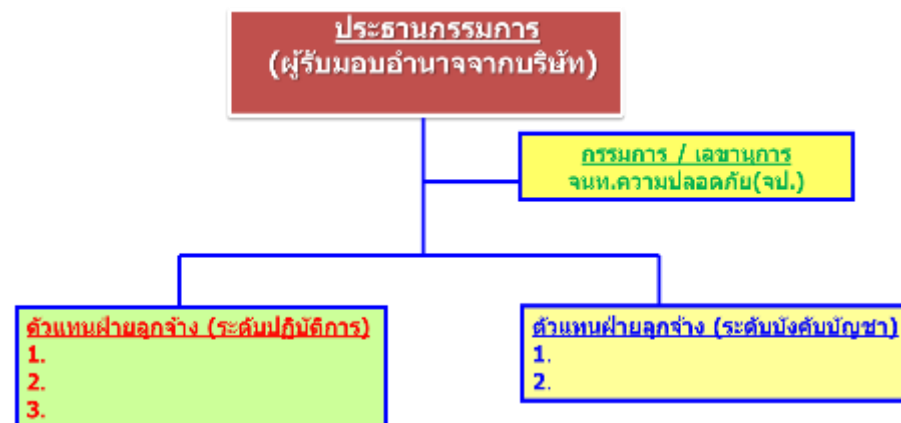 ประธานกรรมการ
(ผู้รับมอบอำนาจจากบริษัท)
กรรมการ / เลขานุการ
จนท.ความปลอดภัย(จป.)
ตัวแทนฝ่ายลูกจ้าง (ระดับปฏิบัติการ)
1.
2.
3.
ตัวแทนฝ่ายลูกจ้าง (ระดับบังคับบัญชา)
1.
2.